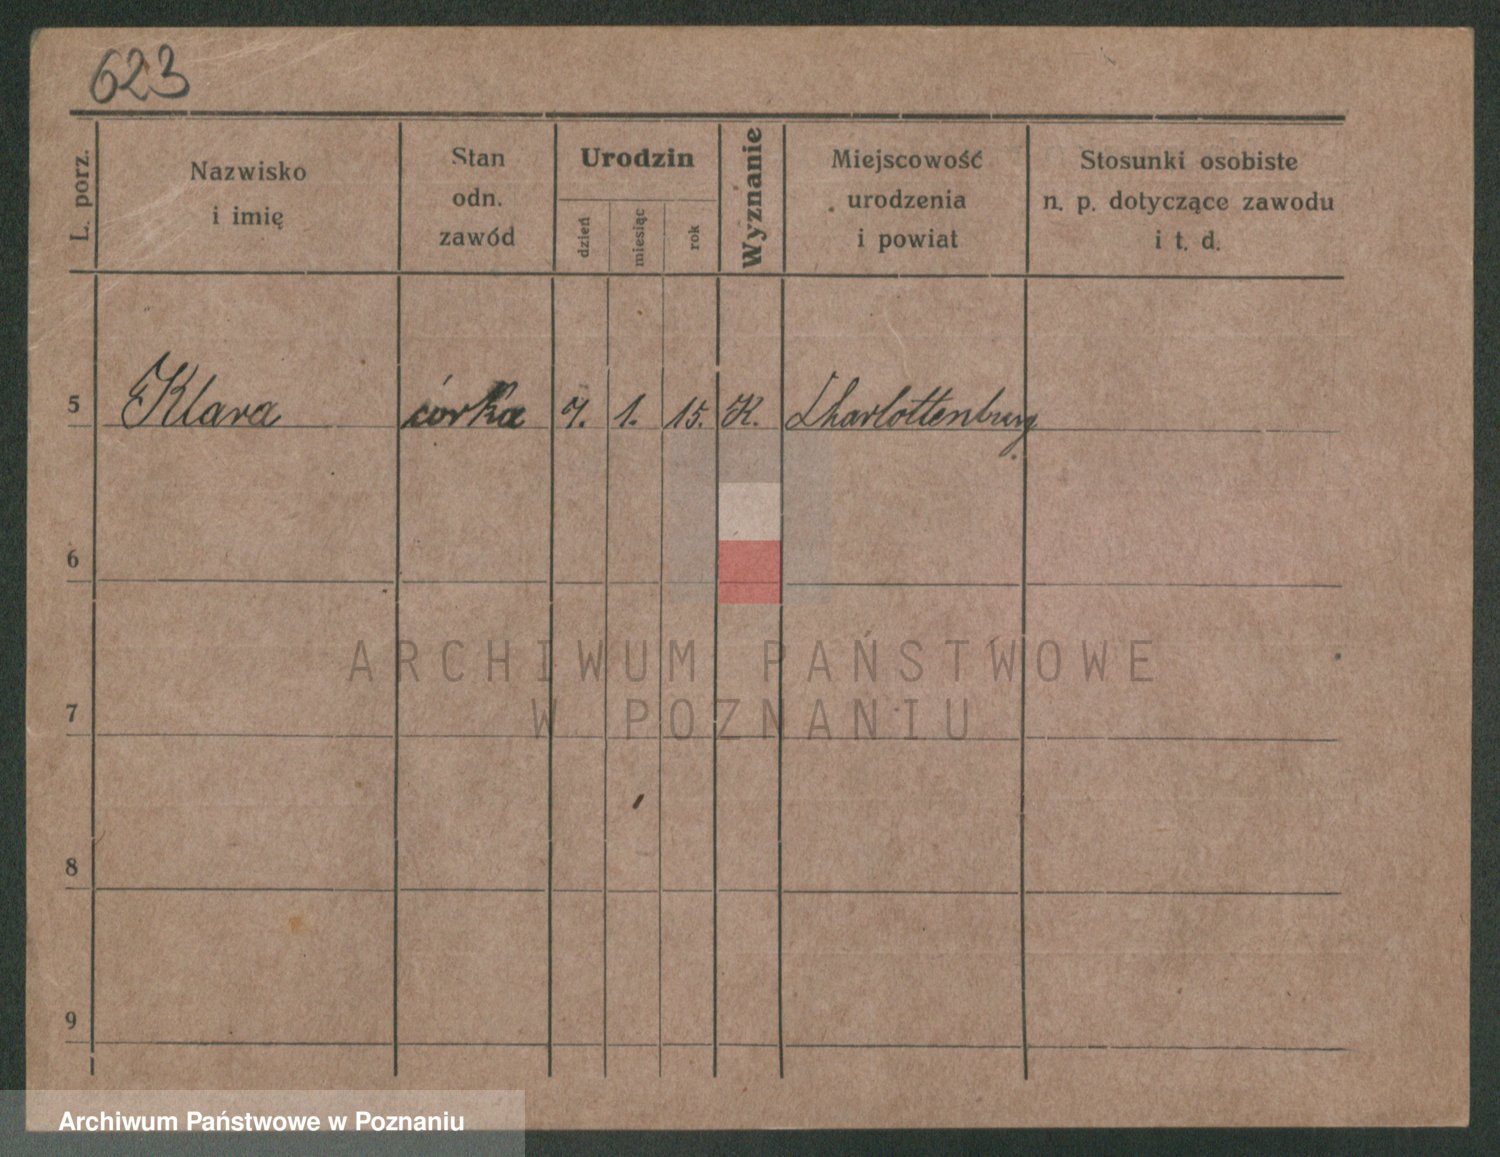 623
L. porz.
Nazwisko
i imię
Stan
odn.
zawód
Urodzin
dzień
miesiąc
rok
Wyznanie
Miejscowość
urodzenia
i powiat
Stosunki osobiste
n. p. dotyczące zawodu
i t. d.
5 Klara córka 7. 1. 15. K. Charlottenburg
6
ARCHIWUM PAŃSTWOWE
W POZNANIU
7
8
9
Archiwum Państwowe w Poznaniu